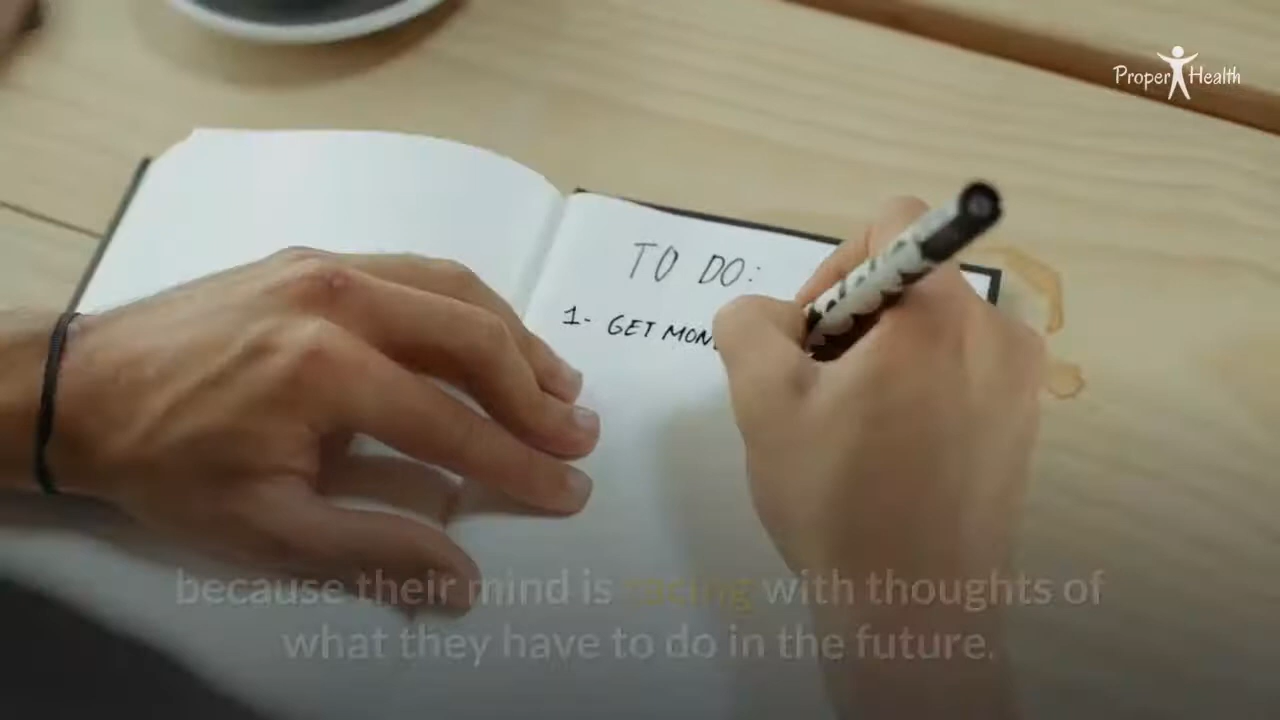 Proper Health
TO DO:
1- GET MON
because their mind is racing with thoughts of
what they have to do in the future.